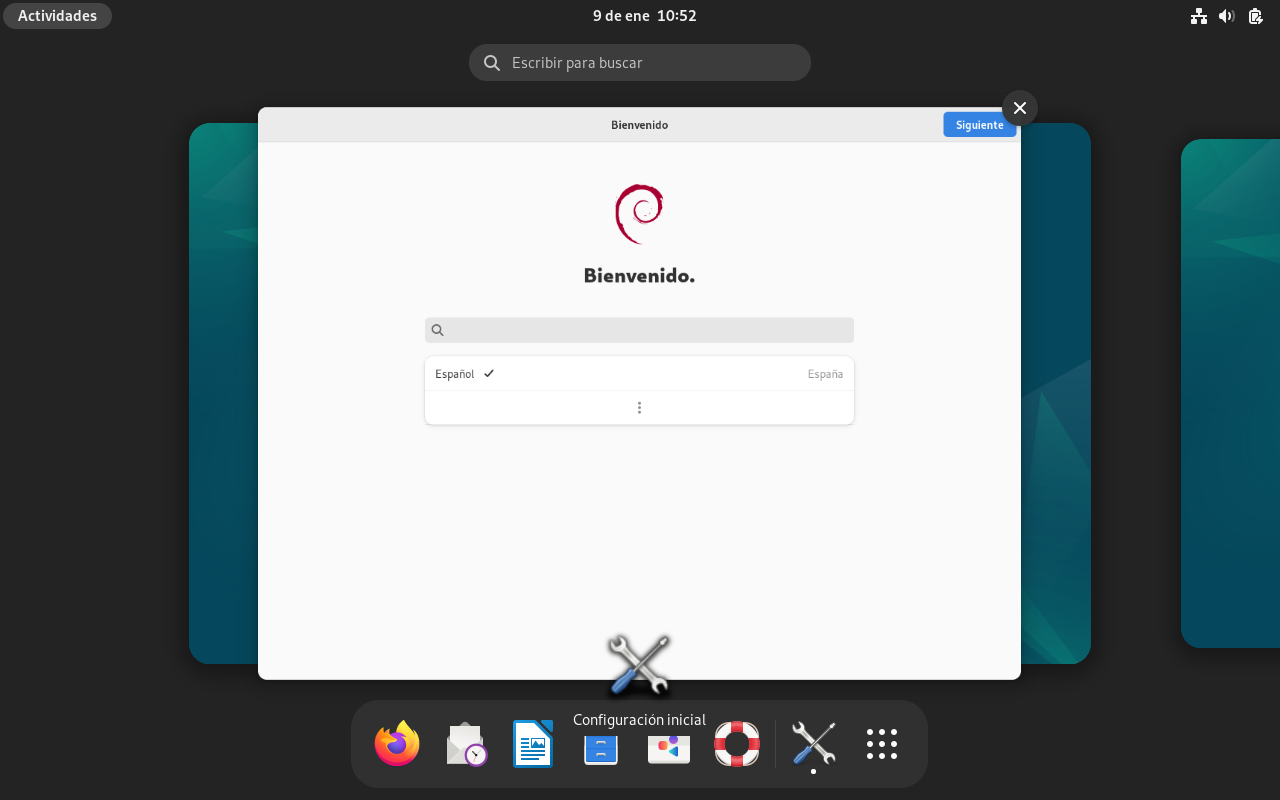 Actividades
9 de ene 10:52
Escribir para buscar
Bienvenido
Siguiente
Bienvenido.
Español
España
Configuración inicial